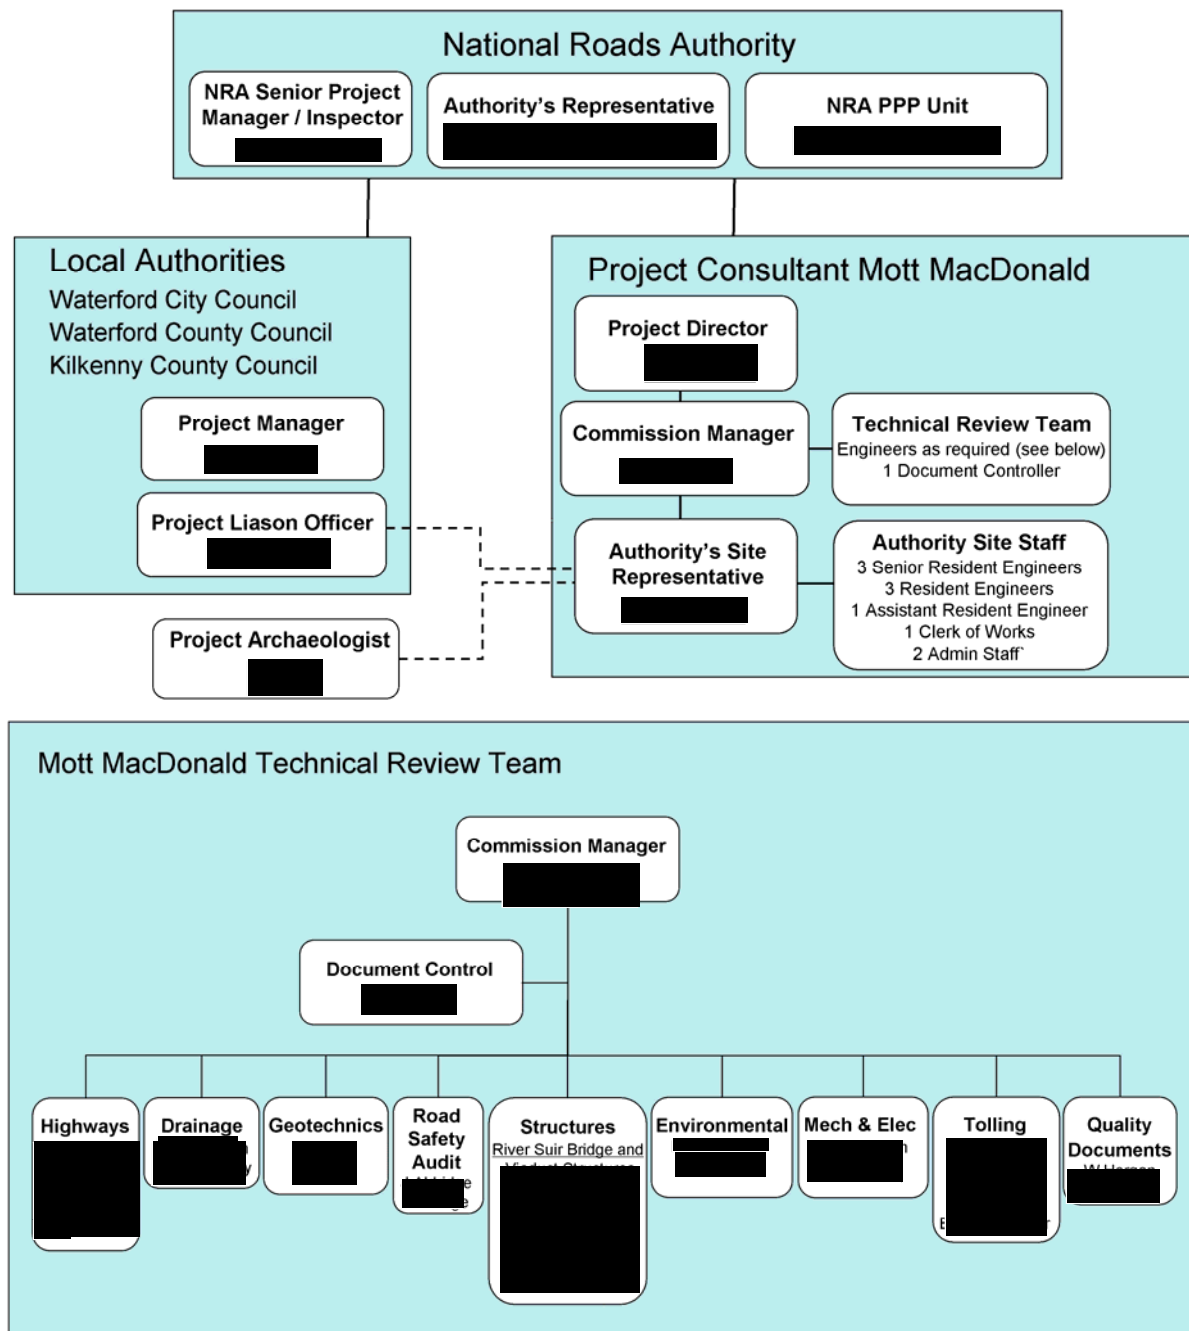 National Roads Authority
NRA Senior Project
Manager / Inspector
Authority's Representative
NRA PPP Unit
Local Authorities
Waterford City Council
Waterford County Council
Kilkenny County Council
Project Manager
Project Liason Officer
Project Archaeologist
Project Consultant Mott MacDonald
Project Director
Commission Manager
Technical Review Team
Engineers as required (see below)
1 Document Controller
Authority's Site
Representative
Authority Site Staff
3 Senior Resident Engineers
3 Resident Engineers
1 Assistant Resident Engineer
1 Clerk of Works
2 Admin Staff`
Mott MacDonald Technical Review Team
Commission Manager
Document Control
Highways
Drainage
Geotechnics
Road
Safety
Audit
Structures
River Suir Bridge and
Environmental
Mech & Elec
Tolling
Quality
Documents